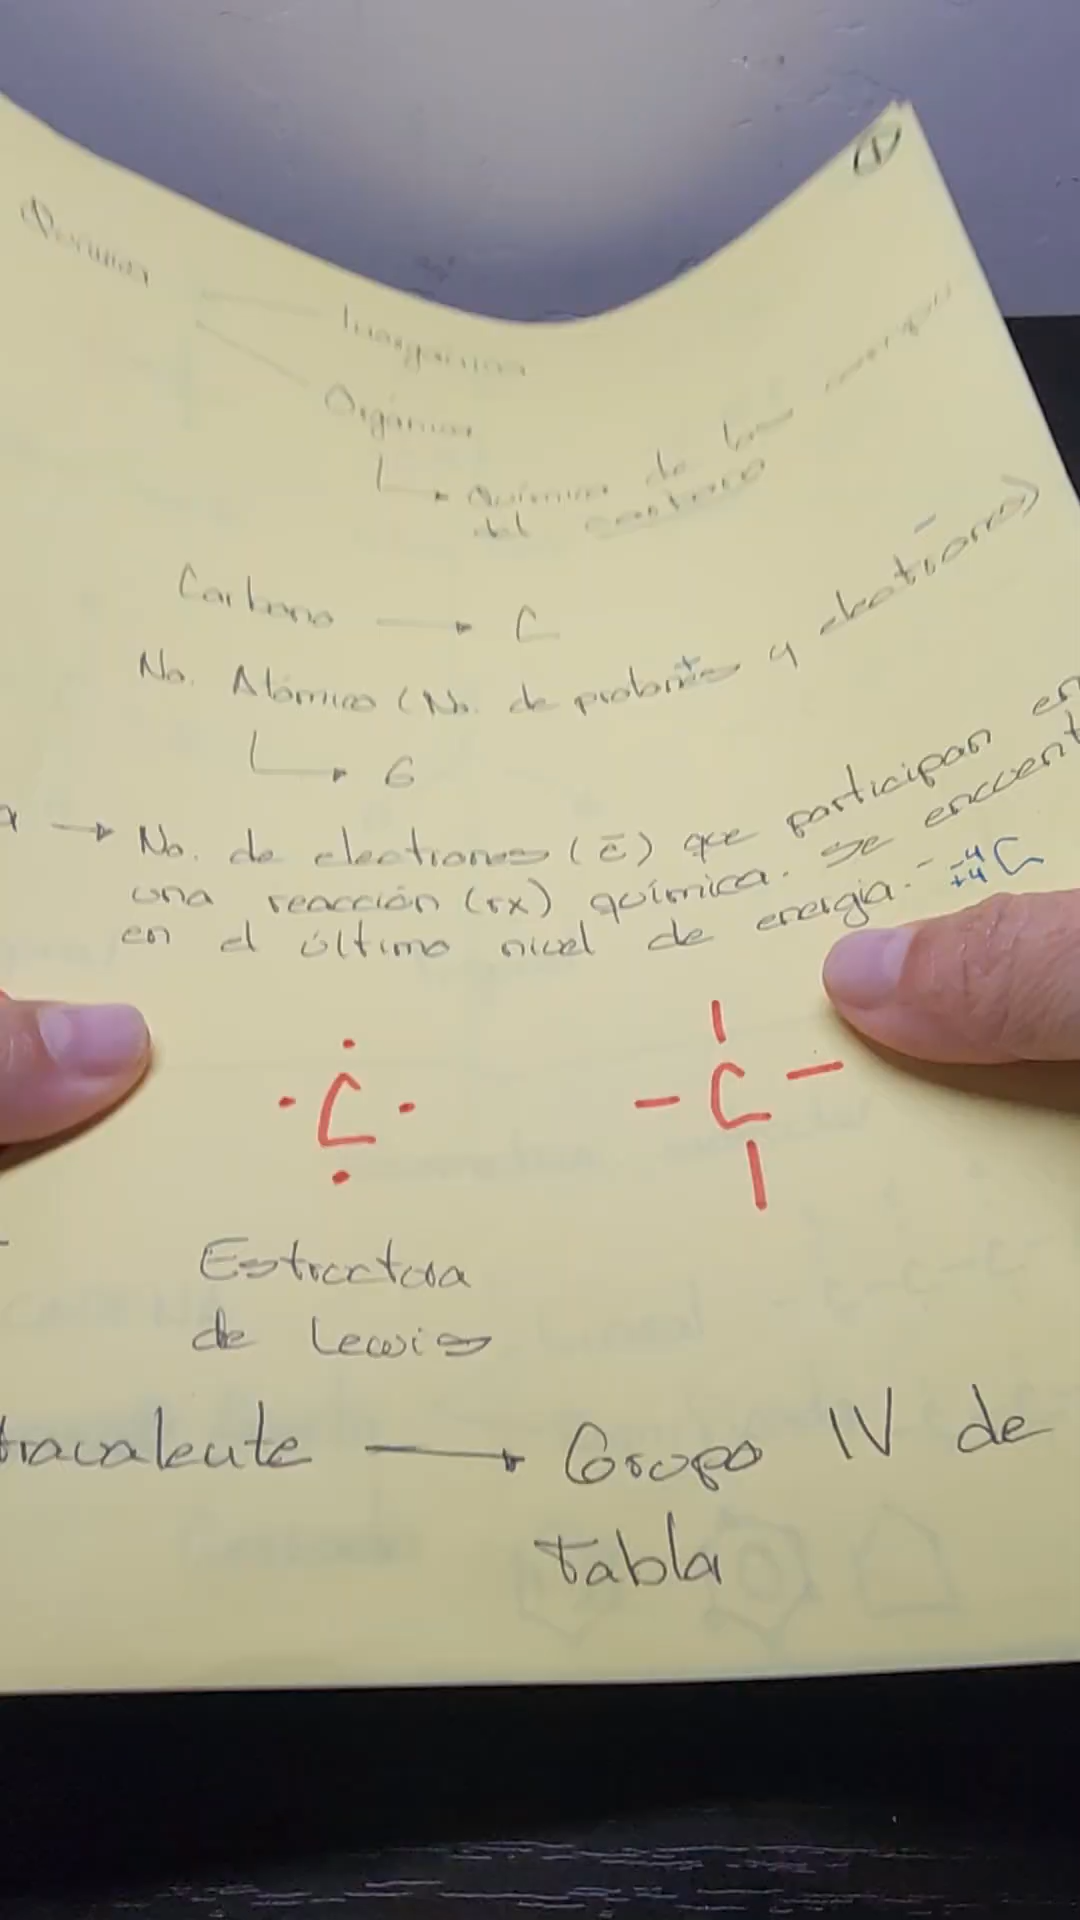 1
Química
Inorgánica
Orgánica
Química de los
del carbono
Carbono → C
No. Atómico (No. de protones+ y electrones-)
6
a → No. de electrones (ē) que participan en
una reacción (rx) química. Se encuent
en el último nivel de energía. -4 +4 C
C
C
Estructura
de Lewis
travalente → Grupo IV de
tabla